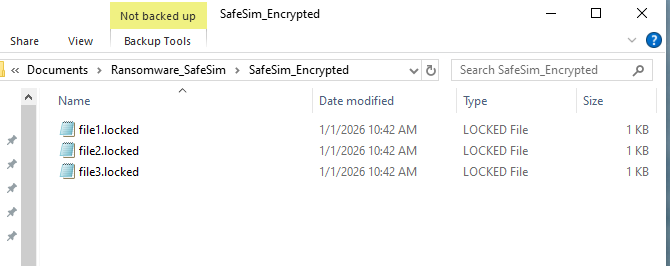 Not backed up SafeSim_Encrypted
Share View Backup Tools
« Documents > Ransomware_SafeSim > SafeSim_Encrypted Search SafeSim_Encrypted
Name Date modified Type Size
file1.locked 1/1/2026 10:42 AM LOCKED File 1 KB
file2.locked 1/1/2026 10:42 AM LOCKED File 1 KB
file3.locked 1/1/2026 10:42 AM LOCKED File 1 KB